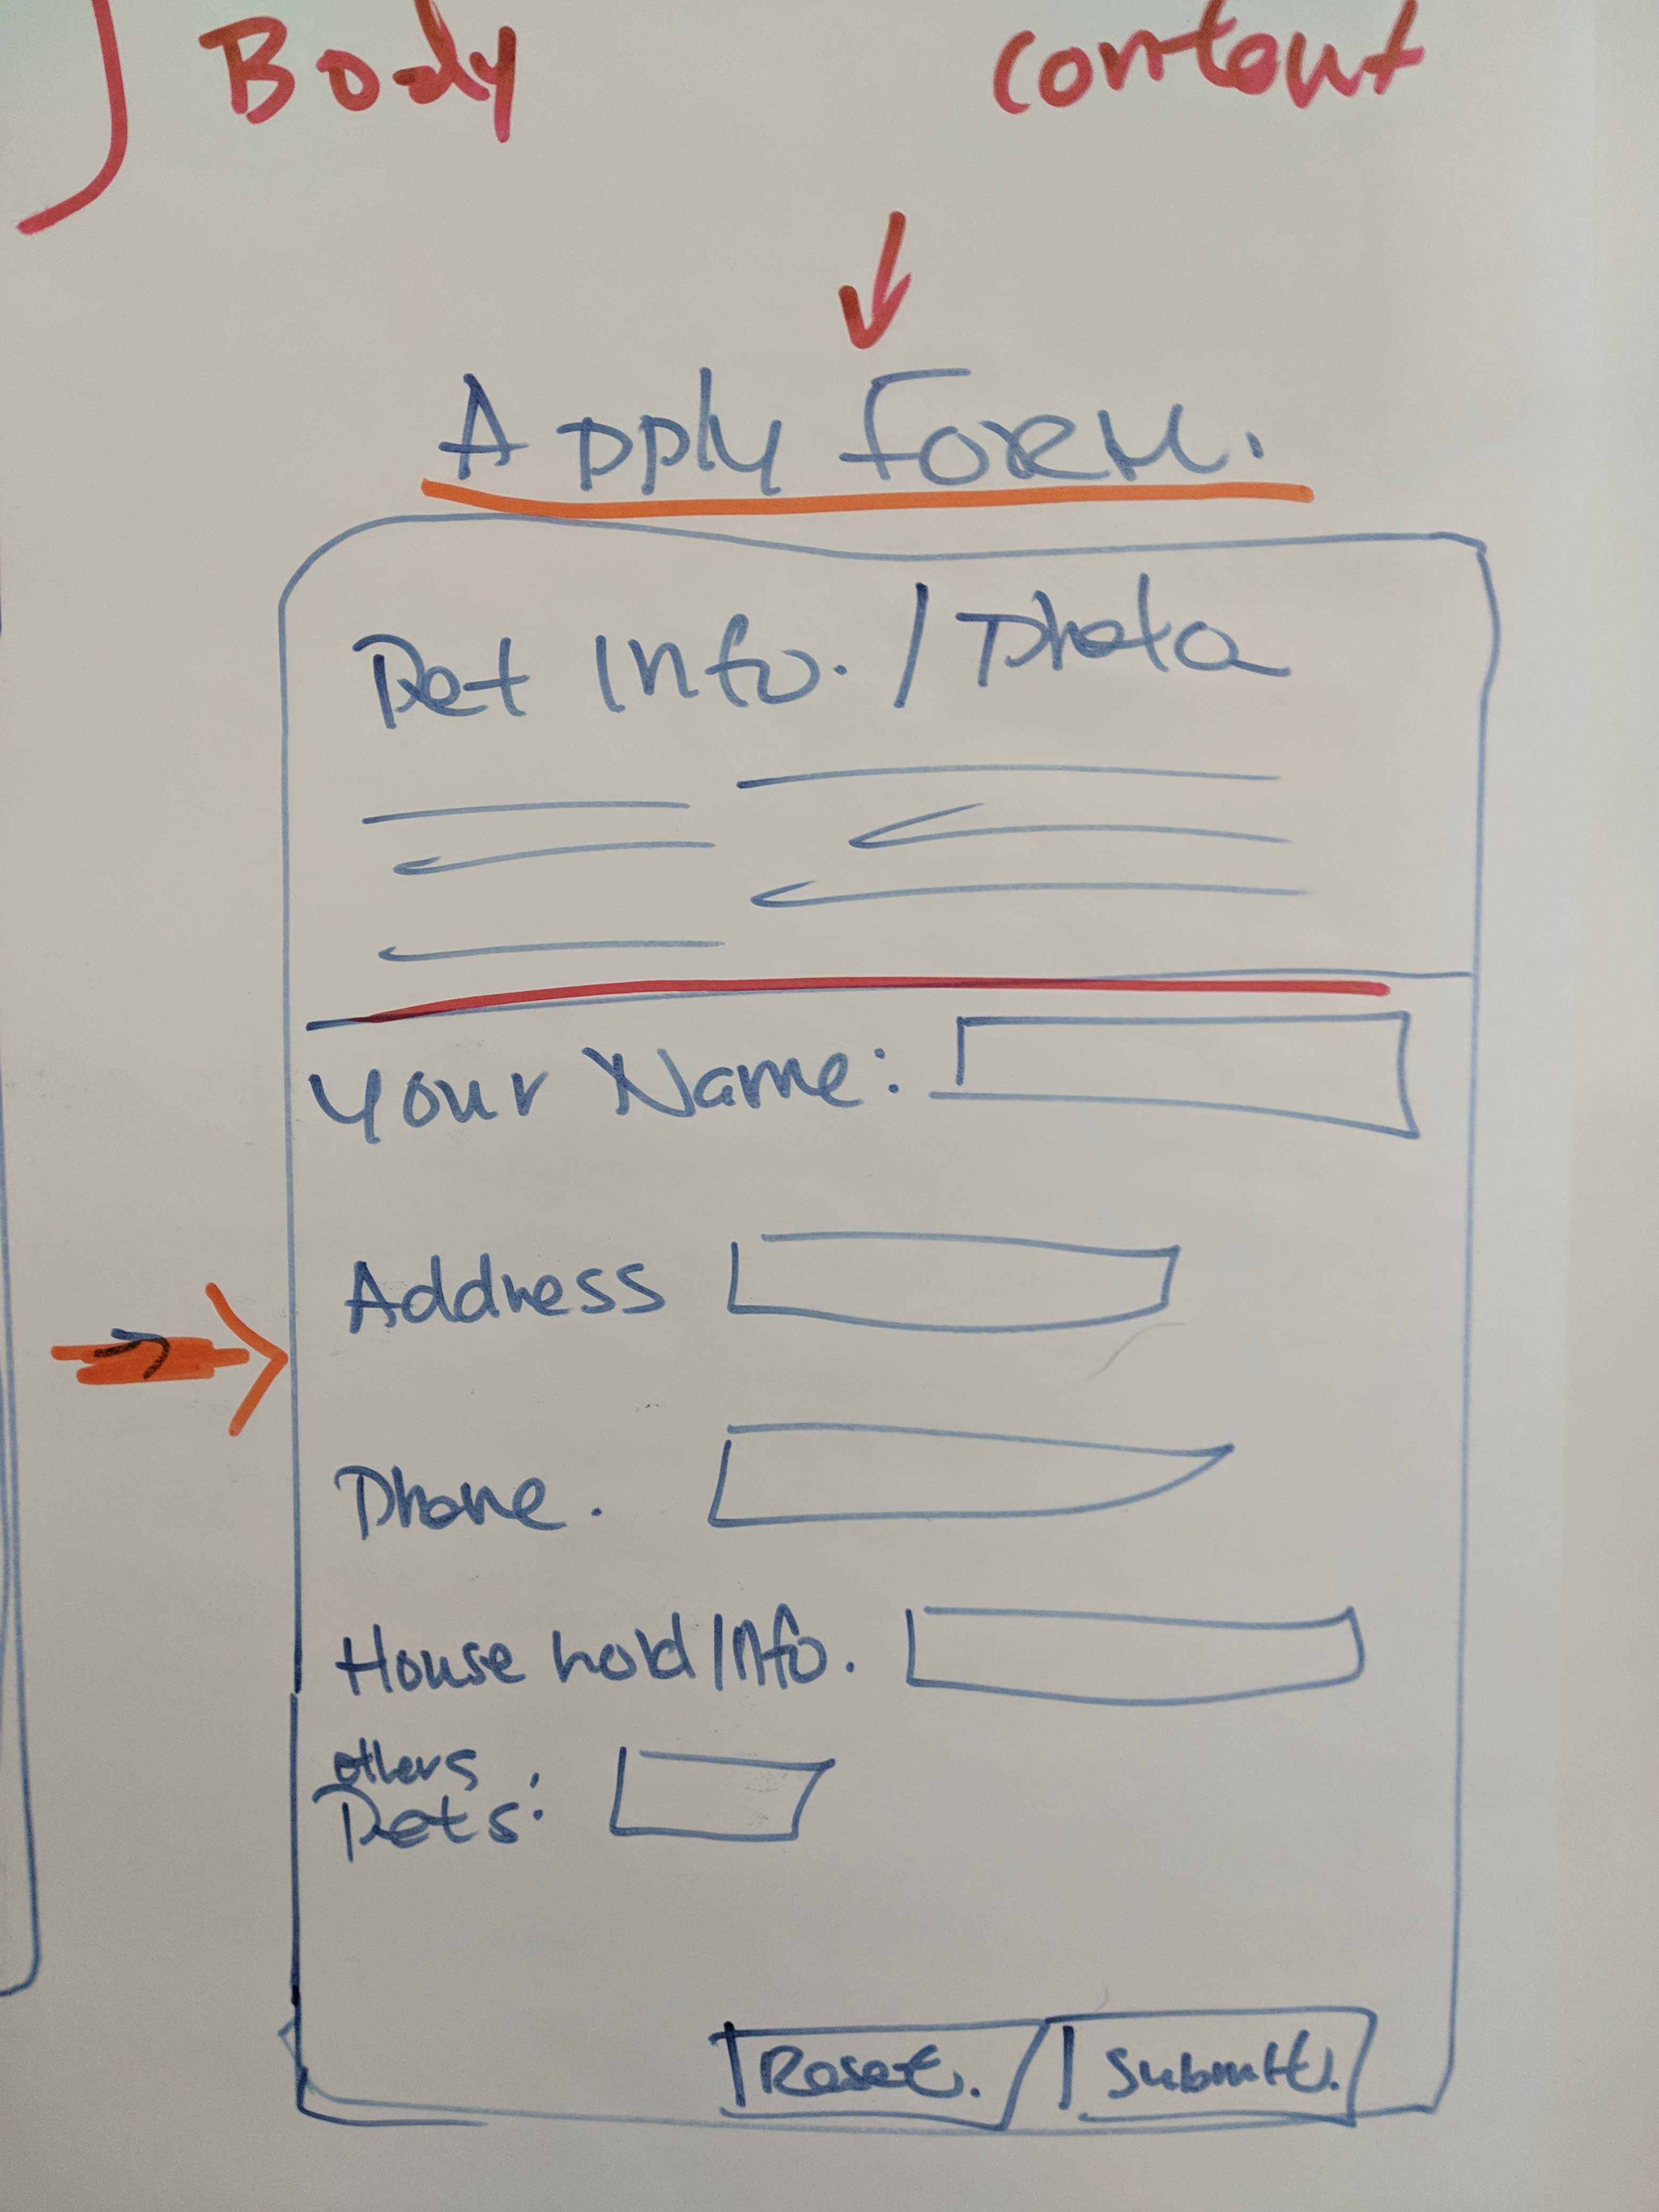 Body
content
Apply Form.
Pet Info. / Photo
Your Name:
Address
Phone.
House hold Info.
others
Pets:
Reset.
Submit.